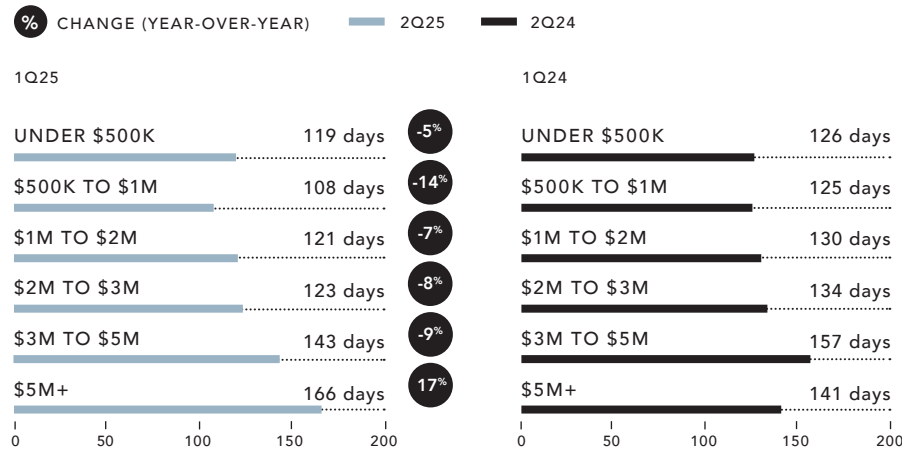 % CHANGE (YEAR-OVER-YEAR) 2Q25 2Q24
1Q25 1Q24
UNDER $500K 119 days -5% UNDER $500K 126 days
$500K TO $1M 108 days -14% $500K TO $1M 125 days
$1M TO $2M 121 days -7% $1M TO $2M 130 days
$2M TO $3M 123 days -8% $2M TO $3M 134 days
$3M TO $5M 143 days -9% $3M TO $5M 157 days
$5M+ 166 days 17% $5M+ 141 days
0 50 100 150 200 0 50 100 150 200